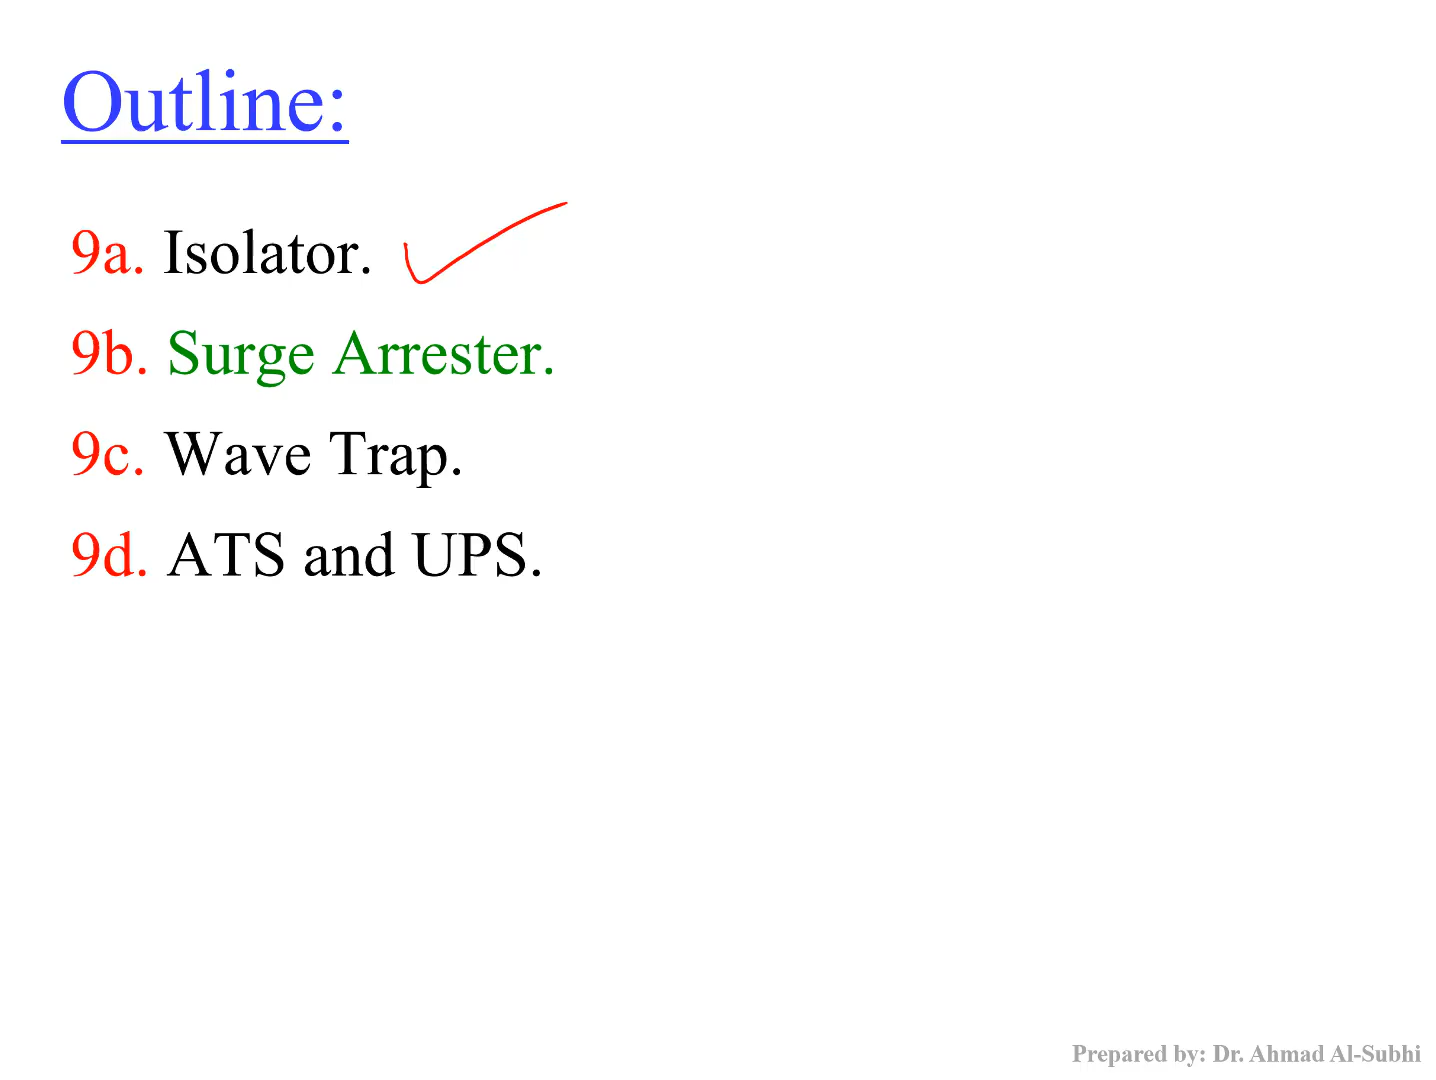 Outline:
9a. Isolator.
9b. Surge Arrester.
9c. Wave Trap.
9d. ATS and UPS.
Prepared by: Dr. Ahmad Al-Subhi